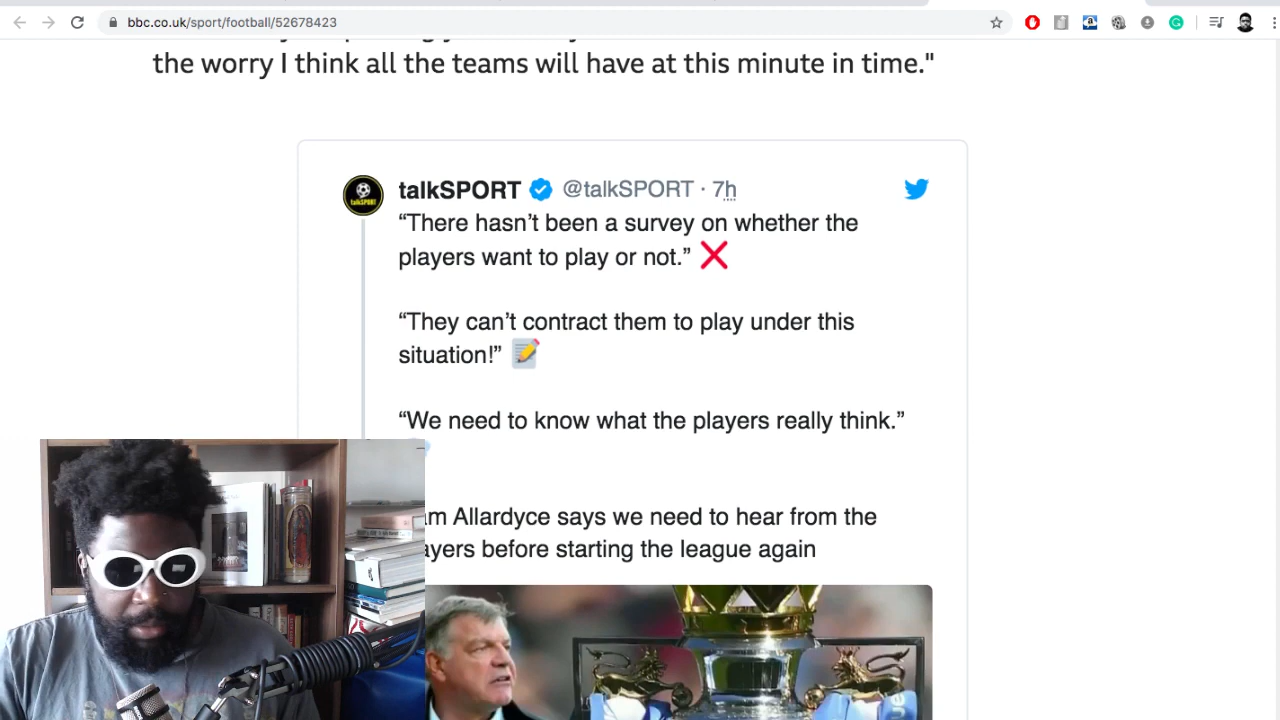 bbc.co.uk/sport/football/52678423
the worry I think all the teams will have at this minute in time."
talkSPORT @talkSPORT · 7h
“There hasn’t been a survey on whether the
players want to play or not.” ❌
“They can’t contract them to play under this
situation!” 📝
“We need to know what the players really think.”
am Allardyce says we need to hear from the
ayers before starting the league again